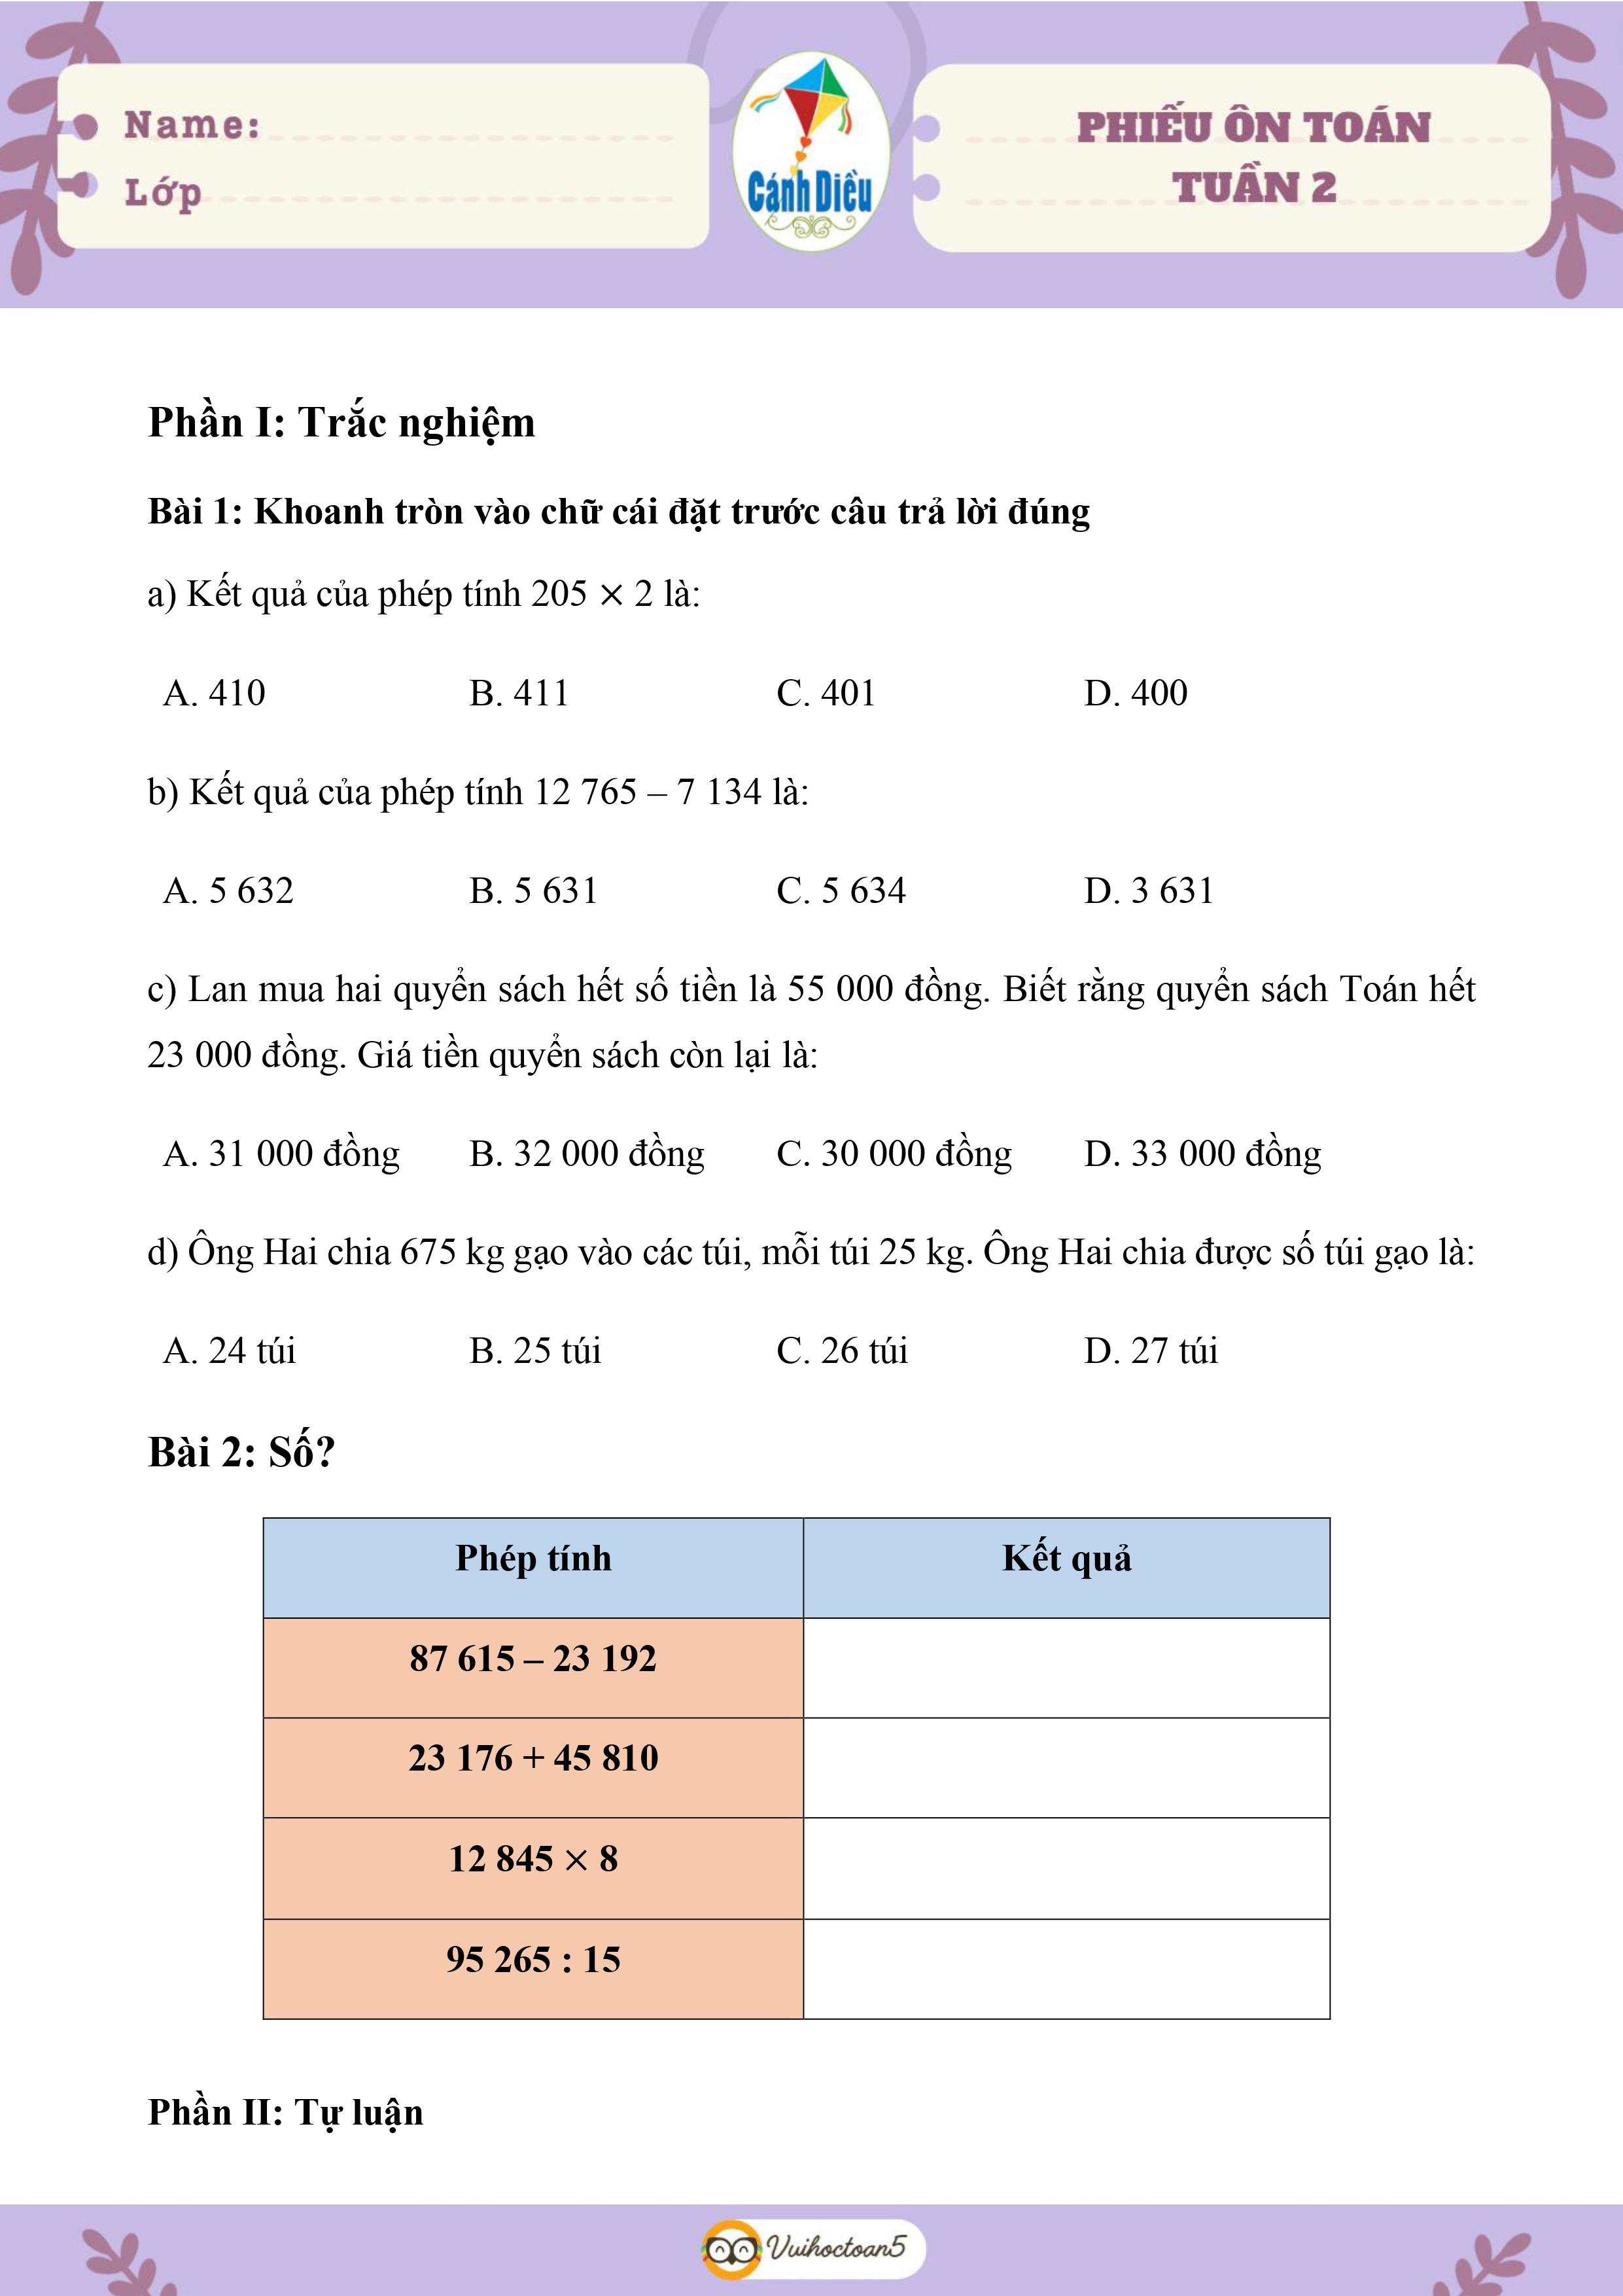 Name:
Lớp
Cánh Diều
PHIẾU ÔN TOÁN
TUẦN 2
Phần I: Trắc nghiệm
Bài 1: Khoanh tròn vào chữ cái đặt trước câu trả lời đúng
a) Kết quả của phép tính 205 × 2 là:
A. 410 B. 411 C. 401 D. 400
b) Kết quả của phép tính 12 765 – 7 134 là:
A. 5 632 B. 5 631 C. 5 634 D. 3 631
c) Lan mua hai quyển sách hết số tiền là 55 000 đồng. Biết rằng quyển sách Toán hết
23 000 đồng. Giá tiền quyển sách còn lại là:
A. 31 000 đồng B. 32 000 đồng C. 30 000 đồng D. 33 000 đồng
d) Ông Hai chia 675 kg gạo vào các túi, mỗi túi 25 kg. Ông Hai chia được số túi gạo là:
A. 24 túi B. 25 túi C. 26 túi D. 27 túi
Bài 2: Số?
Phép tính Kết quả
87 615 – 23 192
23 176 + 45 810
12 845 × 8
95 265 : 15
Phần II: Tự luận
Vuihoctoan5